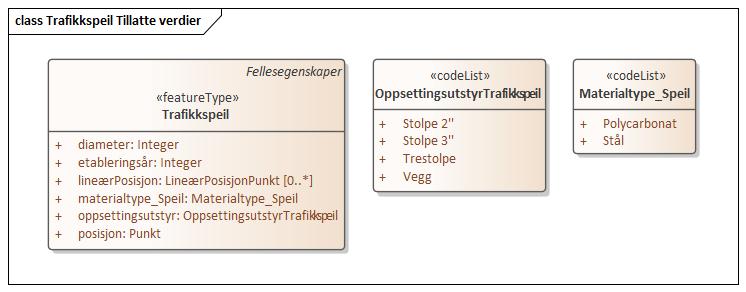 class Trafikkspeil Tillatte verdier
Fellesegenskaper
«featureType»
Trafikkspeil
+ diameter: Integer
+ etableringsår: Integer
+ lineærPosisjon: LineærPosisjonPunkt [0..*]
+ materialtype_Speil: Materialtype_Speil
+ oppsettingsutstyr: OppsettingsutstyrTrafikkspeil
+ posisjon: Punkt
«codeList»
OppsettingsutstyrTrafikkspeil
+ Stolpe 2"
+ Stolpe 3"
+ Trestolpe
+ Vegg
«codeList»
Materialtype_Speil
+ Polycarbonat
+ Stål